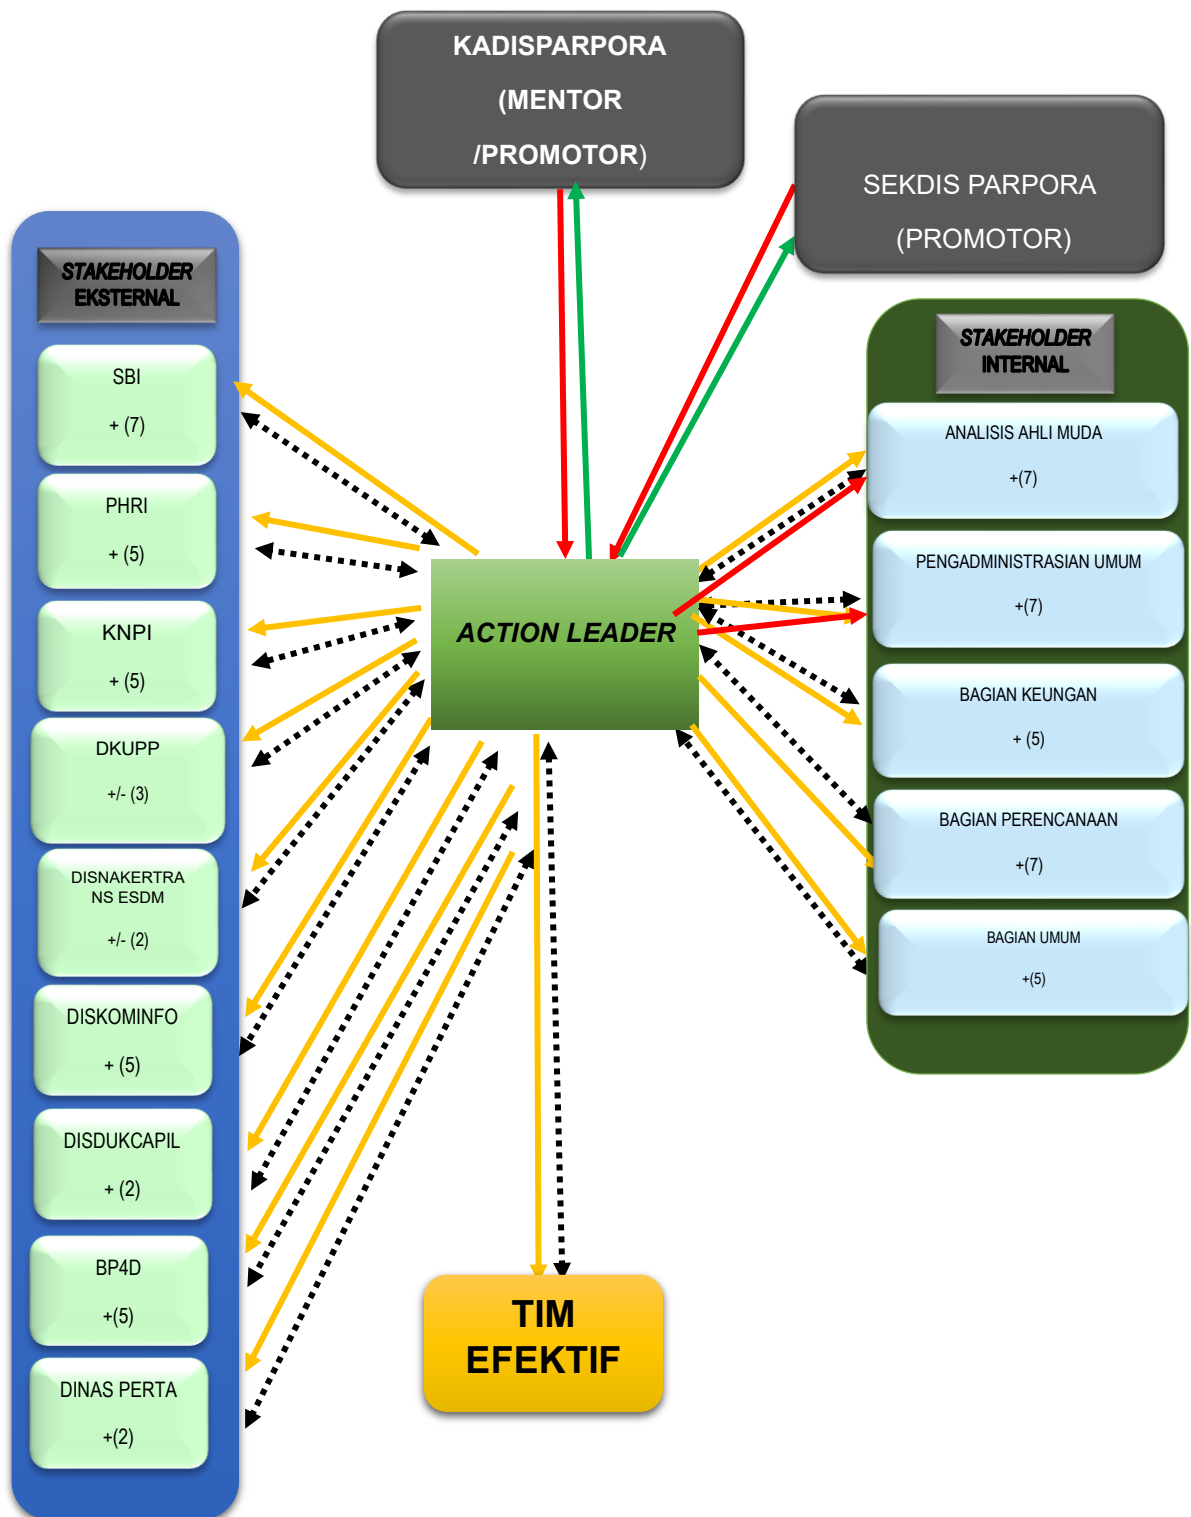 KADISPARPORA
(MENTOR
/PROMOTOR)
SEKDIS PARPORA
(PROMOTOR)
STAKEHOLDER
EKSTERNAL
SBI
+ (7)
PHRI
+ (5)
KNPI
+ (5)
DKUPP
+/- (3)
DISNAKERTRA
NS ESDM
+/- (2)
DISKOMINFO
+ (5)
DISDUKCAPIL
+ (2)
BP4D
+(5)
DINAS PERTA
+(2)
ACTION LEADER
TIM
EFEKTIF
STAKEHOLDER
INTERNAL
ANALISIS AHLI MUDA
+(7)
PENGADMINISTRASIAN UMUM
+(7)
BAGIAN KEUNGAN
+ (5)
BAGIAN PERENCANAAN
+(7)
BAGIAN UMUM
+(5)